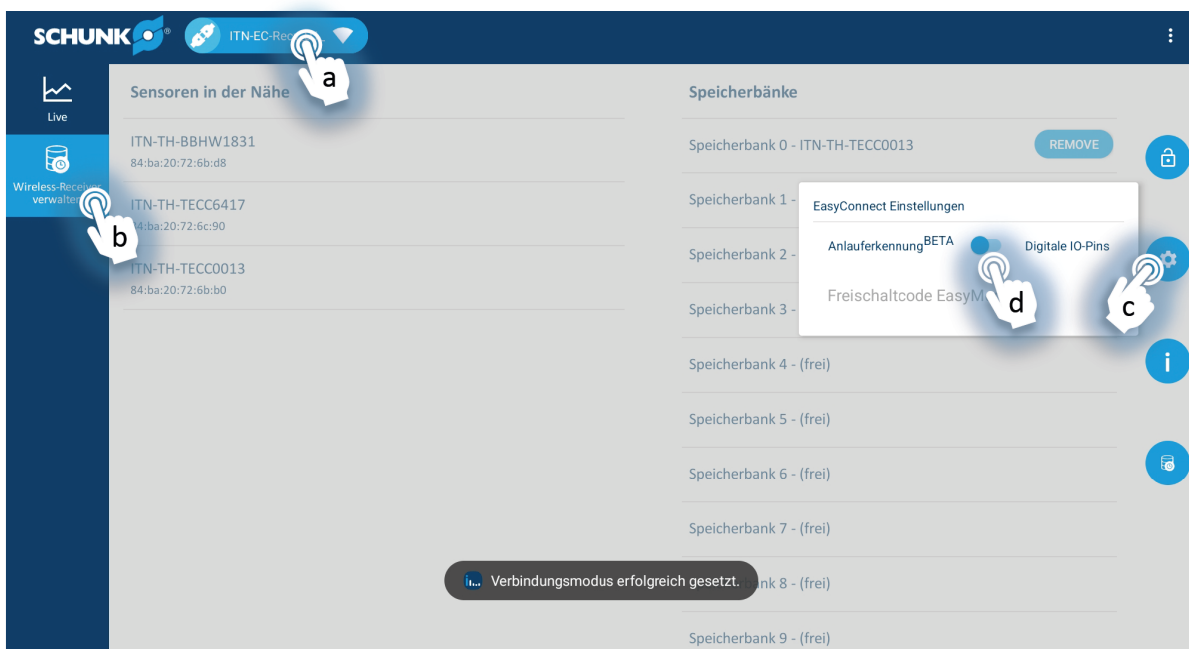 SCHUNK®
ITN-EC-Rec
a
Live
Wireless-Receiver
verwalten
b
Sensoren in der Nähe
ITN-TH-BBHW1831
84:ba:20:72:6b:d8
ITN-TH-TECC6417
84:ba:20:72:6c:90
ITN-TH-TECC0013
84:ba:20:72:6b:b0
Speicherbänke
Speicherbank 0 - ITN-TH-TECC0013 REMOVE
Speicherbank 1 -
Speicherbank 2 -
Speicherbank 3 -
Speicherbank 4 - (frei)
Speicherbank 5 - (frei)
Speicherbank 6 - (frei)
Speicherbank 7 - (frei)
nk 8 - (frei)
Speicherbank 9 - (frei)
EasyConnect Einstellungen
Anlauferkennung BETA Digitale IO-Pins
Freischaltcode EasyM
d
c
i
Verbindungsmodus erfolgreich gesetzt.